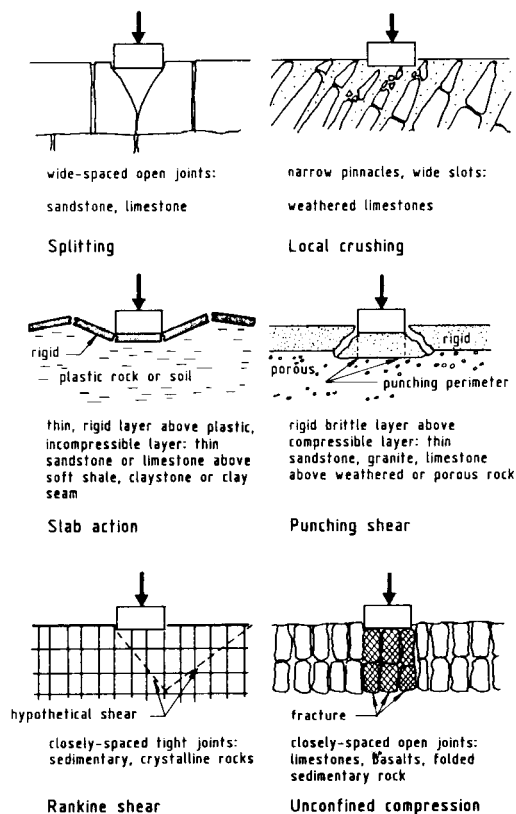 wide-spaced open joints:
sandstone, limestone
Splitting
narrow pinnacles, wide slots:
weathered limestones
Local crushing
rigid
plastic rock or soil
thin, rigid layer above plastic,
incompressible layer: thin
sandstone or limestone above
soft shale, claystone or clay
seam
Slab action
rigid
porous
punching perimeter
rigid brittle layer above
compressible layer: thin
sandstone, granite, limestone
above weathered or porous rock
Punching shear
hypothetical shear
closely-spaced tight joints:
sedimentary, crystalline rocks
Rankine shear
fracture
closely-spaced open joints:
limestones, basalts, folded
sedimentary rock
Unconfined compression